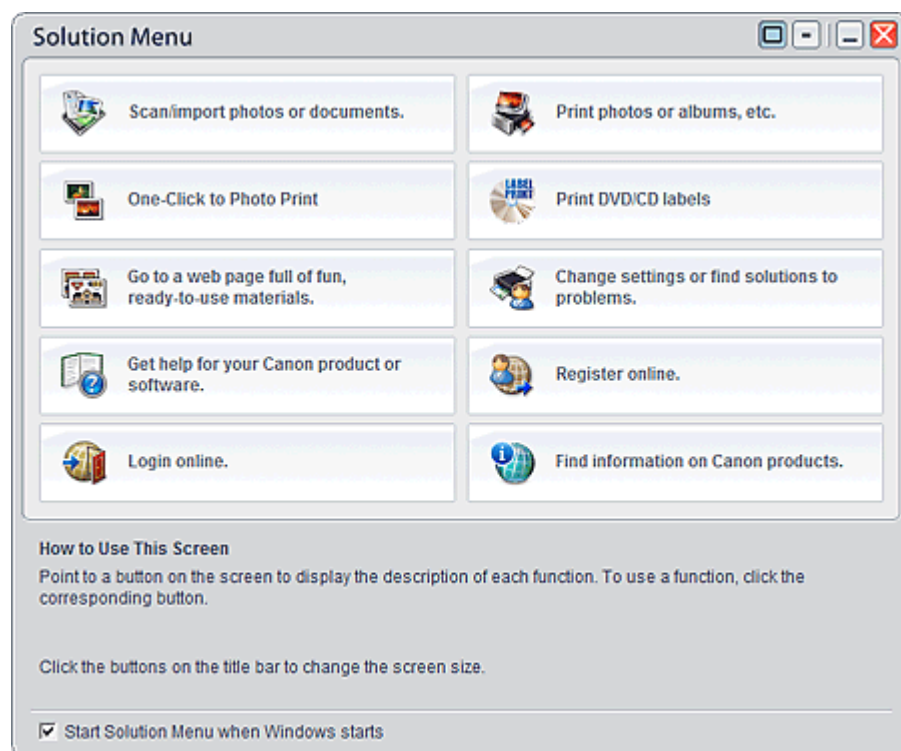 Solution Menu
Scan/import photos or documents.
Print photos or albums, etc.
One-Click to Photo Print
LABEL
PRINT
Print DVD/CD labels
Go to a web page full of fun,
ready-to-use materials.
Change settings or find solutions to
problems.
Get help for your Canon product or
software.
Register online.
Login online.
Find information on Canon products.
How to Use This Screen
Point to a button on the screen to display the description of each function. To use a function, click the
corresponding button.
Click the buttons on the title bar to change the screen size.
Start Solution Menu when Windows starts